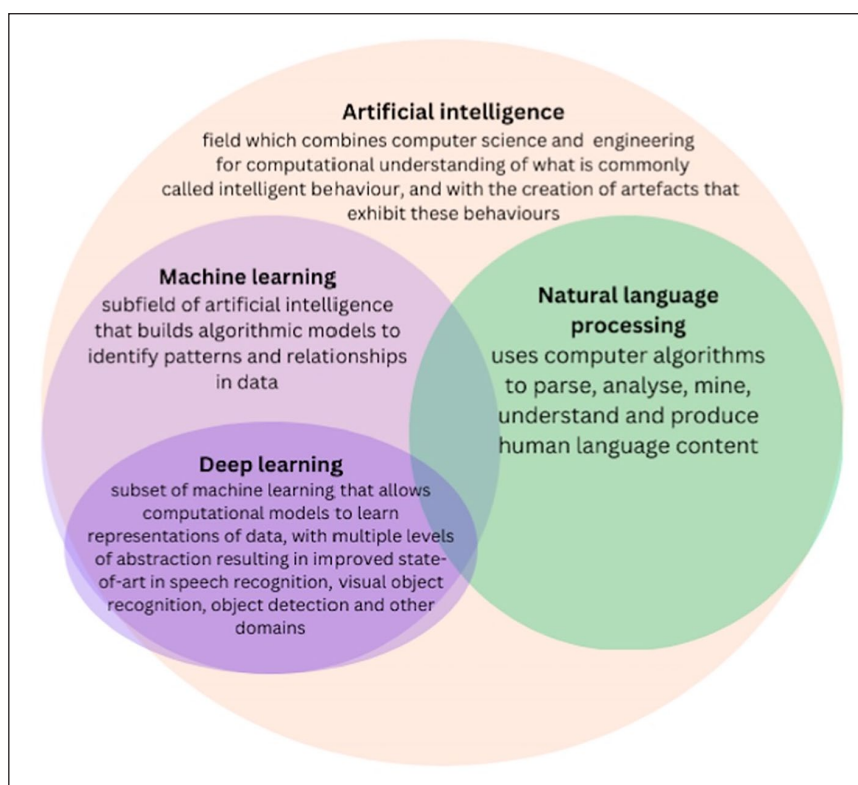 Artificial intelligence
field which combines computer science and engineering
for computational understanding of what is commonly
called intelligent behaviour, and with the creation of artefacts that
exhibit these behaviours
Machine learning
subfield of artificial intelligence
that builds algorithmic models to
identify patterns and relationships
in data
Natural language
processing
uses computer algorithms
to parse, analyse, mine,
understand and produce
human language content
Deep learning
subset of machine learning that allows
computational models to learn
representations of data, with multiple levels
of abstraction resulting in improved state-
of-art in speech recognition, visual object
recognition, object detection and other
domains